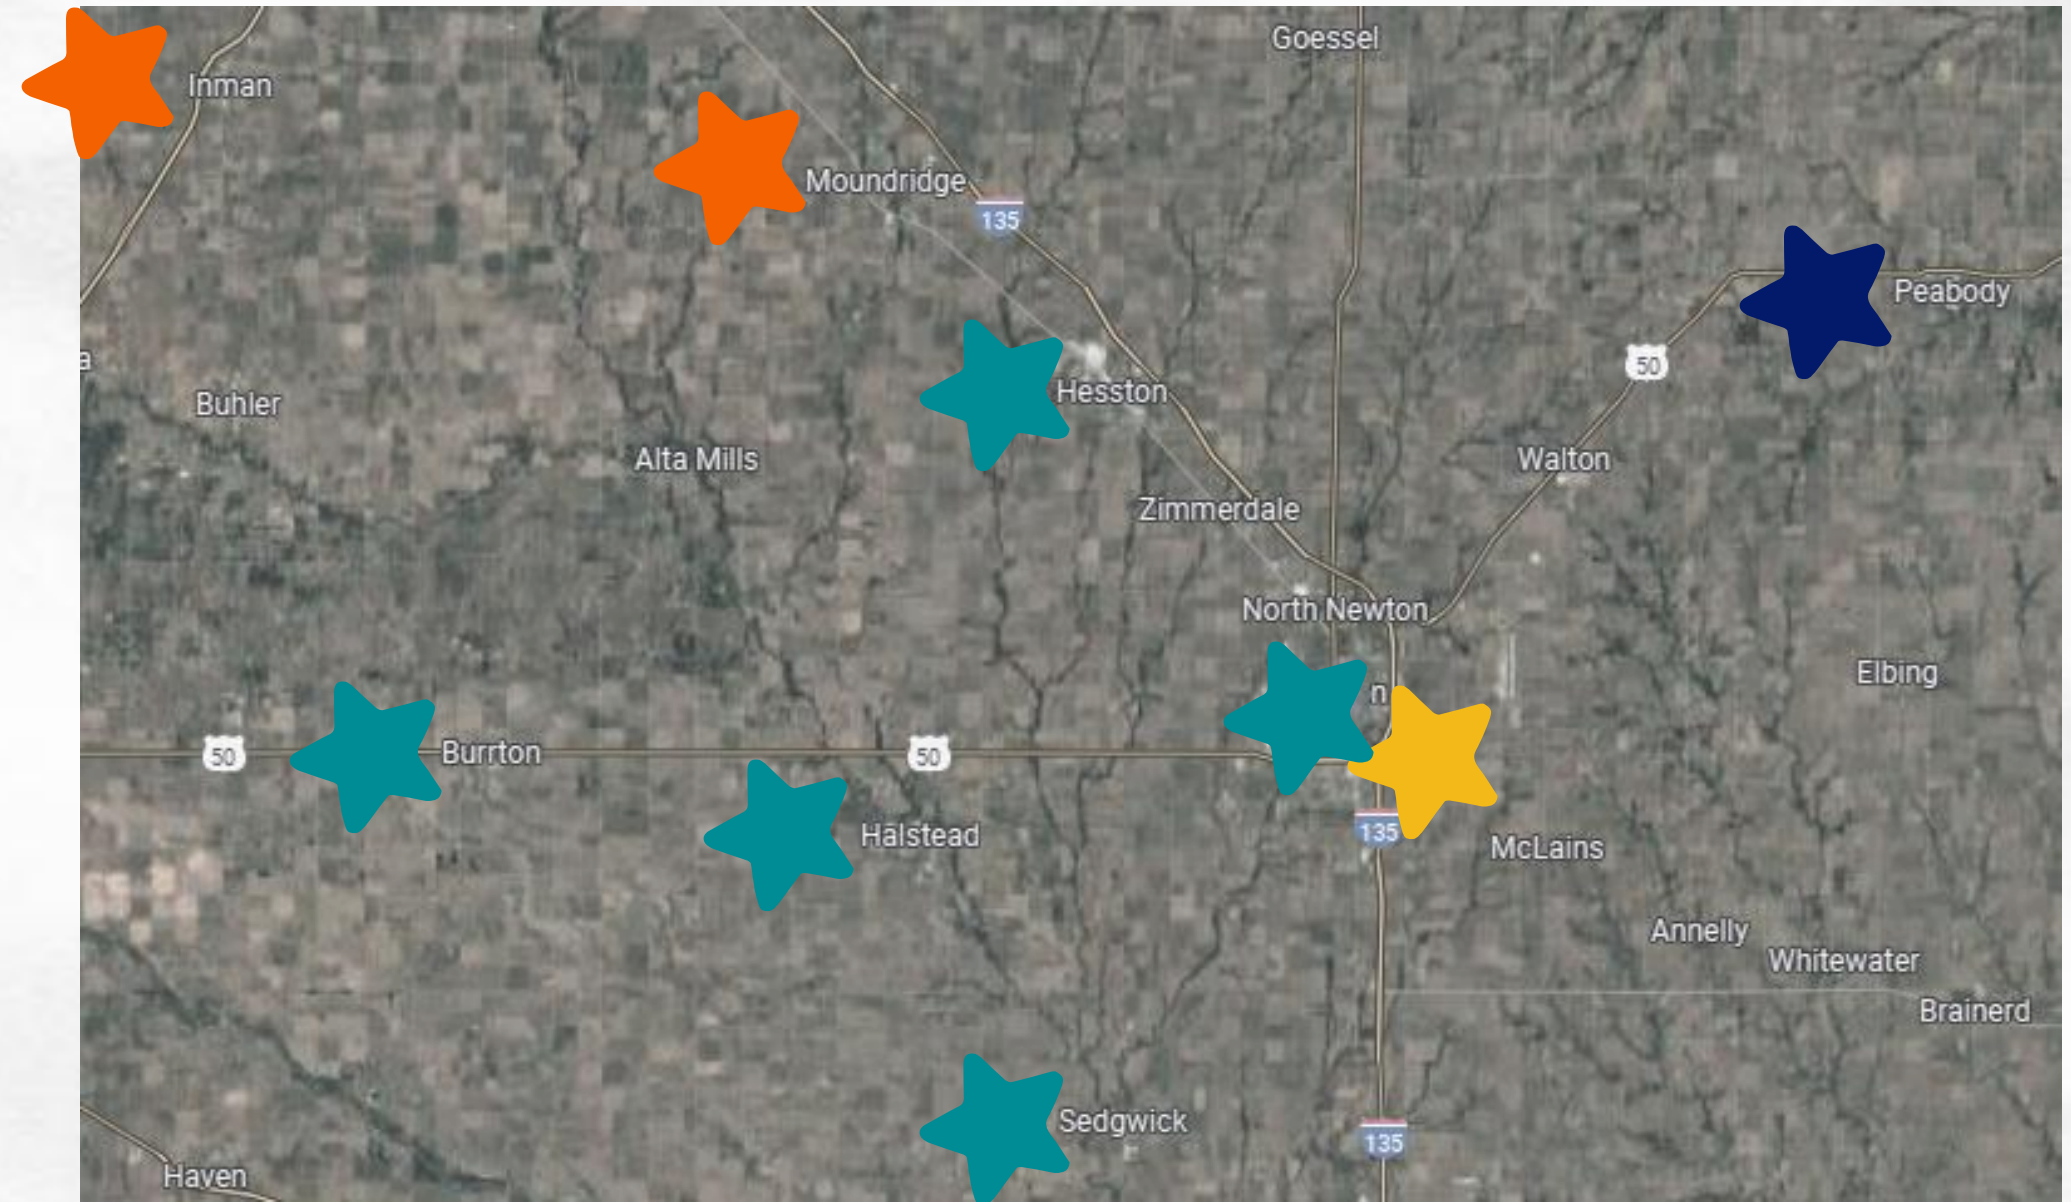 Goessel
Inman
Moundridge
135
Peabody
a
50
Hesston
Buhler
Alta Mills
Walton
Zimmerdale
North Newton
Elbing
n
50
Burrton
50
Halstead
135
McLains
Annelly
Whitewater
Brainerd
Sedgwick
135
Haven